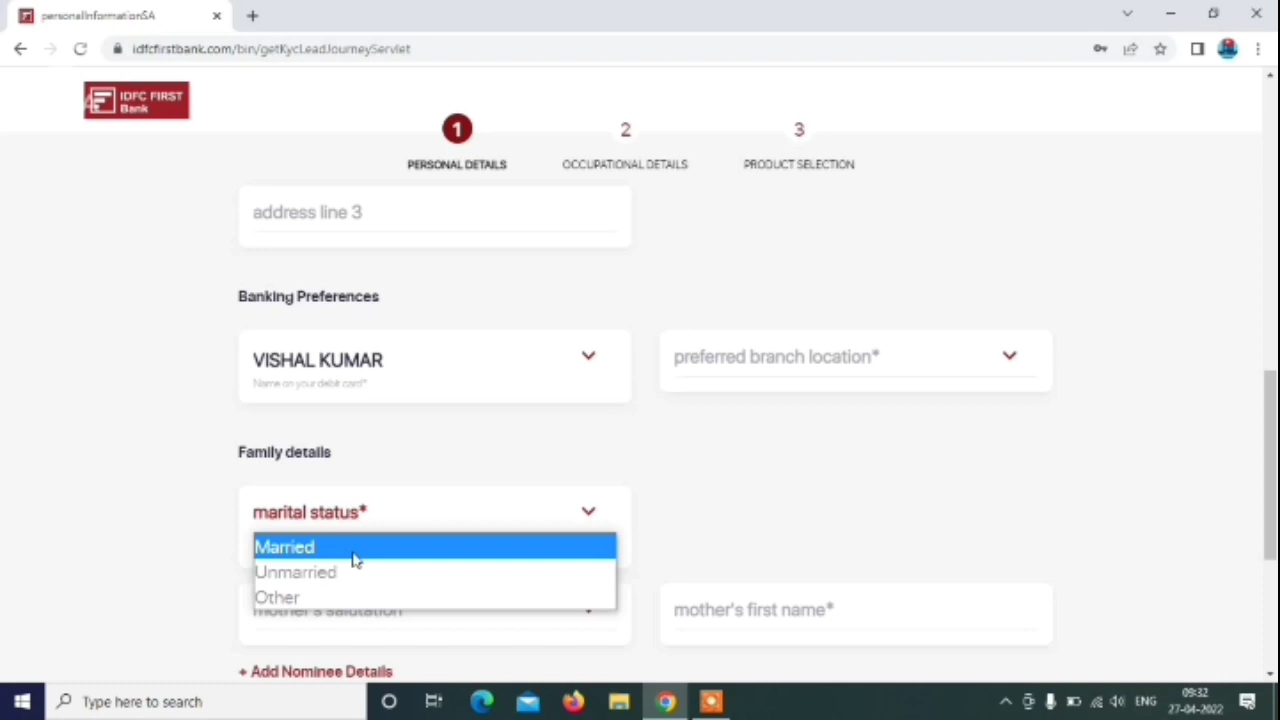 personalInformationSA
idfcfirstbank.com/bin/getKycLeadJourneyServlet
IDFC FIRST
Bank
1
2
3
PERSONAL DETAILS
OCCUPATIONAL DETAILS
PRODUCT SELECTION
address line 3
Banking Preferences
VISHAL KUMAR
Name on your debit card*
preferred branch location*
Family details
marital status*
Married
Unmarried
Other
mother's salutation
mother's first name*
+ Add Nominee Details
Type here to search
ENG
09:32
27-04-2022